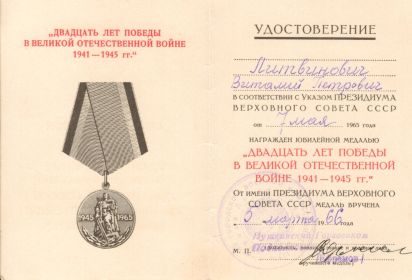 „ДВАДЦАТЬ ЛЕТ ПОБЕДЫ
В ВЕЛИКОЙ ОТЕЧЕСТВЕННОЙ ВОЙНЕ
1941—1945 гг.“
1945 1965
УДОСТОВЕРЕНИЕ
Литвинович
Виталий Петрович
В СООТВЕТСТВИИ С УКАЗОМ ПРЕЗИДИУМА
ВЕРХОВНОГО СОВЕТА СССР
от 7 мая 1965 года
НАГРАЖДЕН ЮБИЛЕЙНОЙ МЕДАЛЬЮ
„ДВАДЦАТЬ ЛЕТ ПОБЕДЫ
В ВЕЛИКОЙ ОТЕЧЕСТВЕННОЙ
ВОЙНЕ 1941—1945 гг.“
От имени ПРЕЗИДИУМА ВЕРХОВНОГО
СОВЕТА СССР МЕДАЛЬ ВРУЧЕНА
5 марта 1966 года
М. П.